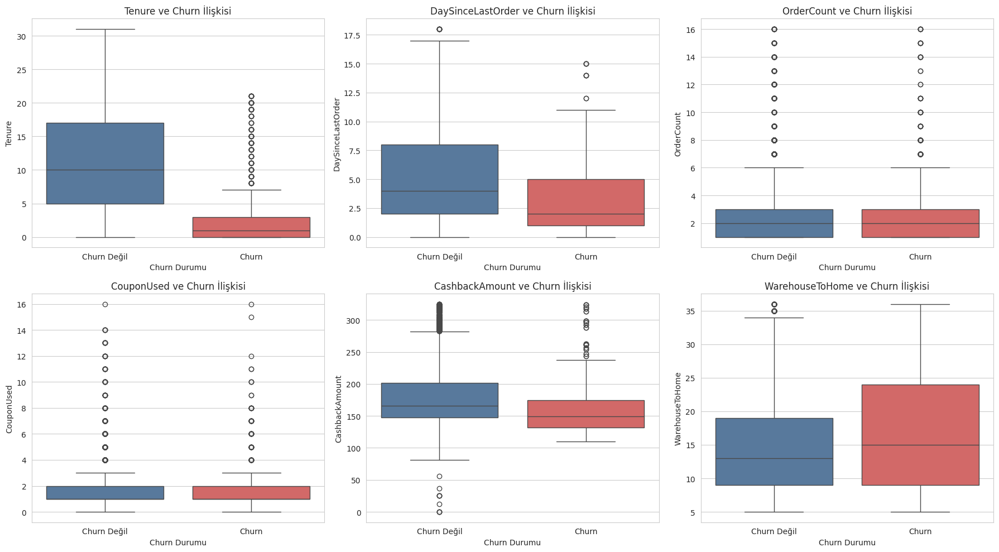 Tenure ve Churn İlişkisi
Tenure
30
25
20
15
10
5
0
Churn Değil
Churn
Churn Durumu
DaySinceLastOrder ve Churn İlişkisi
DaySinceLastOrder
17.5
15.0
12.5
10.0
7.5
5.0
2.5
0.0
Churn Değil
Churn
Churn Durumu
OrderCount ve Churn İlişkisi
OrderCount
16
14
12
10
8
6
4
2
Churn Değil
Churn
Churn Durumu
CouponUsed ve Churn İlişkisi
CouponUsed
16
14
12
10
8
6
4
2
0
Churn Değil
Churn
Churn Durumu
CashbackAmount ve Churn İlişkisi
CashbackAmount
300
250
200
150
100
50
0
Churn Değil
Churn
Churn Durumu
WarehouseToHome ve Churn İlişkisi
WarehouseToHome
35
30
25
20
15
10
5
Churn Değil
Churn
Churn Durumu